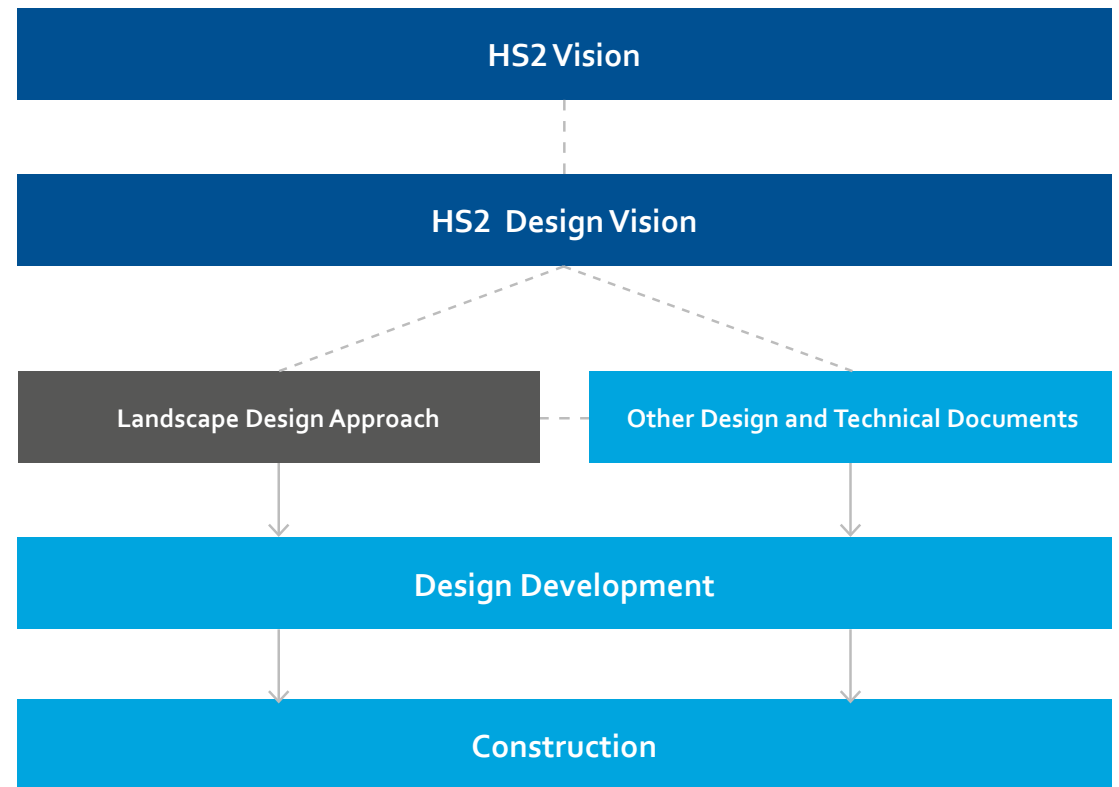 HS2 Vision
HS2 Design Vision
Landscape Design Approach
Other Design and Technical Documents
Design Development
Construction